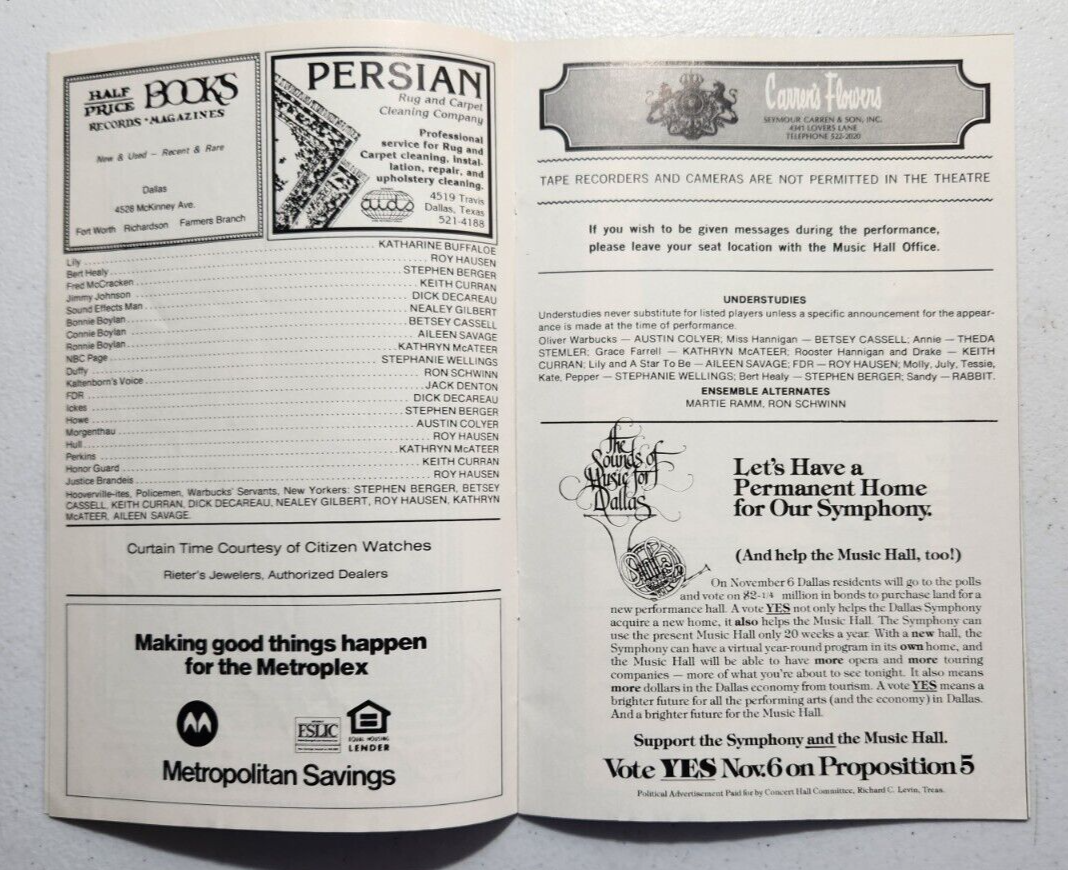 HALF
PRICE BOOKS
RECORDS • MAGAZINES
New & Used – Recent & Rare
Dallas
4528 McKinney Ave.
Fort Worth Richardson Farmers Branch
PERSIAN
Rug and Carpet
Cleaning Company
Professional
service for Rug and
Carpet cleaning, instal-
lation, repair, and
upholstery cleaning.
4519 Travis
Dallas, Texas
521-4188
Lily ... KATHARINE BUFFALOE
Bert Healy ... ROY HAUSEN
Fred McCracken ... STEPHEN BERGER
Jimmy Johnson ... KEITH CURRAN
Sound Effects Man ... DICK DECAREAU
Bonnie Boylan ... NEALEY GILBERT
Connie Boylan ... BETSEY CASSELL
Ronnie Boylan ... AILEEN SAVAGE
NBC Page ... KATHRYN McATEER
Duffy ... STEPHANIE WELLINGS
Kaltenborn's Voice ... RON SCHWINN
FDR ... JACK DENTON
Ickes ... DICK DECAREAU
Howe ... STEPHEN BERGER
Morgenthau ... AUSTIN COLYER
Hull ... ROY HAUSEN
Perkins ... KATHRYN McATEER
Honor Guard ... KEITH CURRAN
Justice Brandeis ... ROY HAUSEN
Hooverville-ites, Policemen, Warbucks' Servants, New Yorkers: STEPHEN BERGER, BETSEY
CASSELL, KEITH CURRAN, DICK DECAREAU, NEALEY GILBERT, ROY HAUSEN, KATHRYN
McATEER, AILEEN SAVAGE.
Curtain Time Courtesy of Citizen Watches
Rieter's Jewelers, Authorized Dealers
Making good things happen
for the Metroplex
FSLIC
EQUAL HOUSING
LENDER
Metropolitan Savings
Carren's Flowers
SEYMOUR CARREN & SON, INC.
4341 LOVERS LANE
TELEPHONE 522-2020
TAPE RECORDERS AND CAMERAS ARE NOT PERMITTED IN THE THEATRE
If you wish to be given messages during the performance,
please leave your seat location with the Music Hall Office.
UNDERSTUDIES
Understudies never substitute for listed players unless a specific announcement for the appear-
ance is made at the time of performance.
Oliver Warbucks — AUSTIN COLYER; Miss Hannigan — BETSEY CASSELL; Annie — THEDA
STEMLER; Grace Farrell — KATHRYN McATEER; Rooster Hannigan and Drake — KEITH
CURRAN; Lily and A Star To Be — AILEEN SAVAGE; FDR — ROY HAUSEN; Molly, July, Tessie,
Kate, Pepper — STEPHANIE WELLINGS; Bert Healy — STEPHEN BERGER; Sandy — RABBIT.
ENSEMBLE ALTERNATES
MARTIE RAMM, RON SCHWINN
the
Sounds of
Music for
Dallas
Let's Have a
Permanent Home
for Our Symphony.
(And help the Music Hall, too!)
On November 6 Dallas residents will go to the polls
and vote on $2-1/4 million in bonds to purchase land for a
new performance hall. A vote YES not only helps the Dallas Symphony
acquire a new home, it also helps the Music Hall. The Symphony can
use the present Music Hall only 20 weeks a year. With a new hall, the
Symphony can have a virtual year-round program in its own home, and
the Music Hall will be able to have more opera and more touring
companies — more of what you're about to see tonight. It also means
more dollars in the Dallas economy from tourism. A vote YES means a
brighter future for all the performing arts (and the economy) in Dallas.
And a brighter future for the Music Hall.
Support the Symphony and the Music Hall.
Vote YES Nov. 6 on Proposition 5
Political Advertisement Paid for by Concert Hall Committee, Richard C. Levin, Treas.